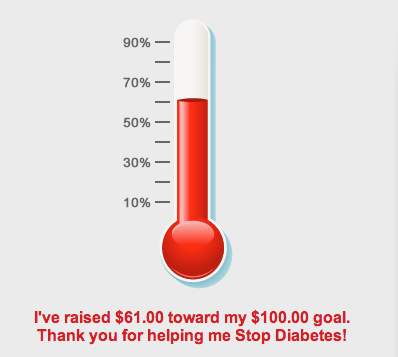 90%
70%
50%
30%
10%
I've raised $61.00 toward my $100.00 goal.
Thank you for helping me Stop Diabetes!